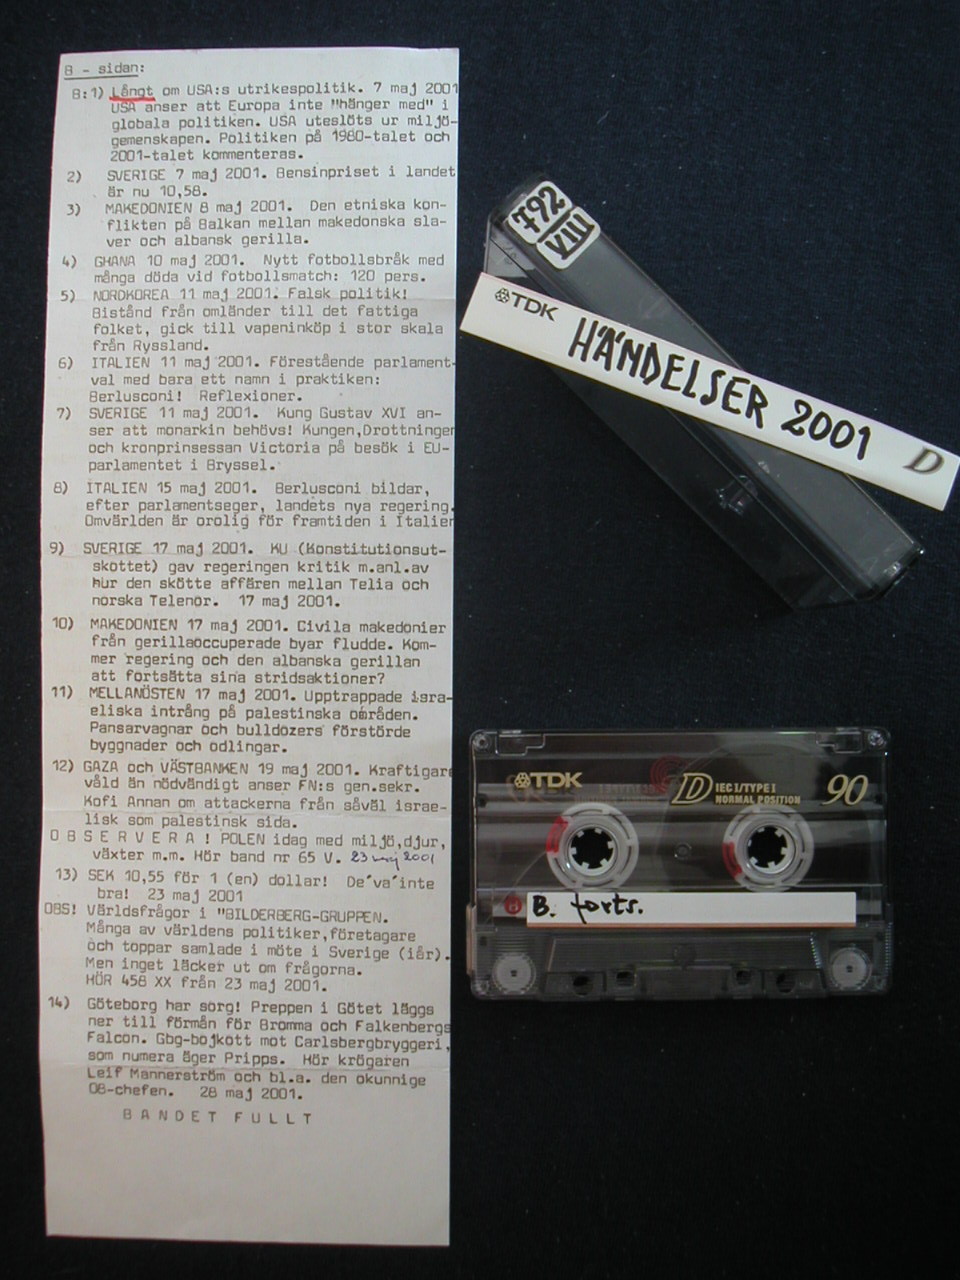 B - sidan:
B:1) Långt om USA:s utrikespolitik. 7 maj 2001
USA anser att Europa inte "hänger med" i
globala politiken. USA uteslöts ur miljö-
gemenskapen. Politiken på 1980-talet och
2001-talet kommenteras.
2) SVERIGE 7 maj 2001. Bensinpriset i landet
är nu 10,58.
3) MAKEDONIEN 8 maj 2001. Den etniska kon-
flikten på Balkan mellan makedonska sla-
ver och albansk gerilla.
4) GHANA 10 maj 2001. Nytt fotbollsbråk med
många döda vid fotbollsmatch: 120 pers.
5) NORDKOREA 11 maj 2001. Falsk politik!
Bistånd från omländer till det fattiga
folket, gick till vapeninköp i stor skala
från Ryssland.
6) ITALIEN 11 maj 2001. Förestående parlament-
val med bara ett namn i praktiken:
Berlusconi! Reflexioner.
7) SVERIGE 11 maj 2001. Kung Gustav XVI an-
ser att monarkin behövs! Kungen,Drottningen
och kronprinsessan Victoria på besök i EU-
parlamentet i Bryssel.
8) ITALIEN 15 maj 2001. Berlusconi bildar,
efter parlamentseger, landets nya regering.
Omvärlden är orolig för framtiden i Italien
9) SVERIGE 17 maj 2001. KU (Konstitutionsut-
skottet) gav regeringen kritik m.anl.av
hur den skötte affären mellan Telia och
norska Telenor. 17 maj 2001.
10) MAKEDONIEN 17 maj 2001. Civila makedonier
från gerillaoccuperade byar fludde. Kom-
mer regering och den albanska gerillan
att fortsätta sina stridsaktioner?
11) MELLANÖSTEN 17 maj 2001. Upptrappade isra-
eliska intrång på palestinska områden.
Pansarvagnar och bulldozers förstörde
byggnader och odlingar.
12) GAZA och VÄSTBANKEN 19 maj 2001. Kraftigare
våld än nödvändigt anser FN:s gen.sekr.
Kofi Annan om attackerna från såväl israe-
lisk som palestinsk sida.
O B S E R V E R A ! POLEN idag med miljö,djur,
växter m.m. Hör band nr 65 V. 23 maj 2001
13) SEK 10,55 för 1 (en) dollar! De'va'inte
bra! 23 maj 2001
OBS! Världsfrågor i "BILDERBERG-GRUPPEN.
Många av världens politiker,företagare
och toppar samlade i möte i Sverige (iår).
Men inget läcker ut om frågorna.
HÖR 458 XX från 23 maj 2001.
14) Göteborg har sorg! Preppen i Götet läggs
ner till förmån för Bromma och Falkenbergs
Falcon. Gbg-bojkott mot Carlsbergbryggeri,
som numera äger Pripps. Hör krögaren
Leif Mannerström och bl.a. den okunnige
OB-chefen. 28 maj 2001.
B A N D E T F U L L T
792
VIII
TDK HÄNDELSER 2001 D
TDK D IEC I/TYPE I
NORMAL POSITION 90
B. forts.